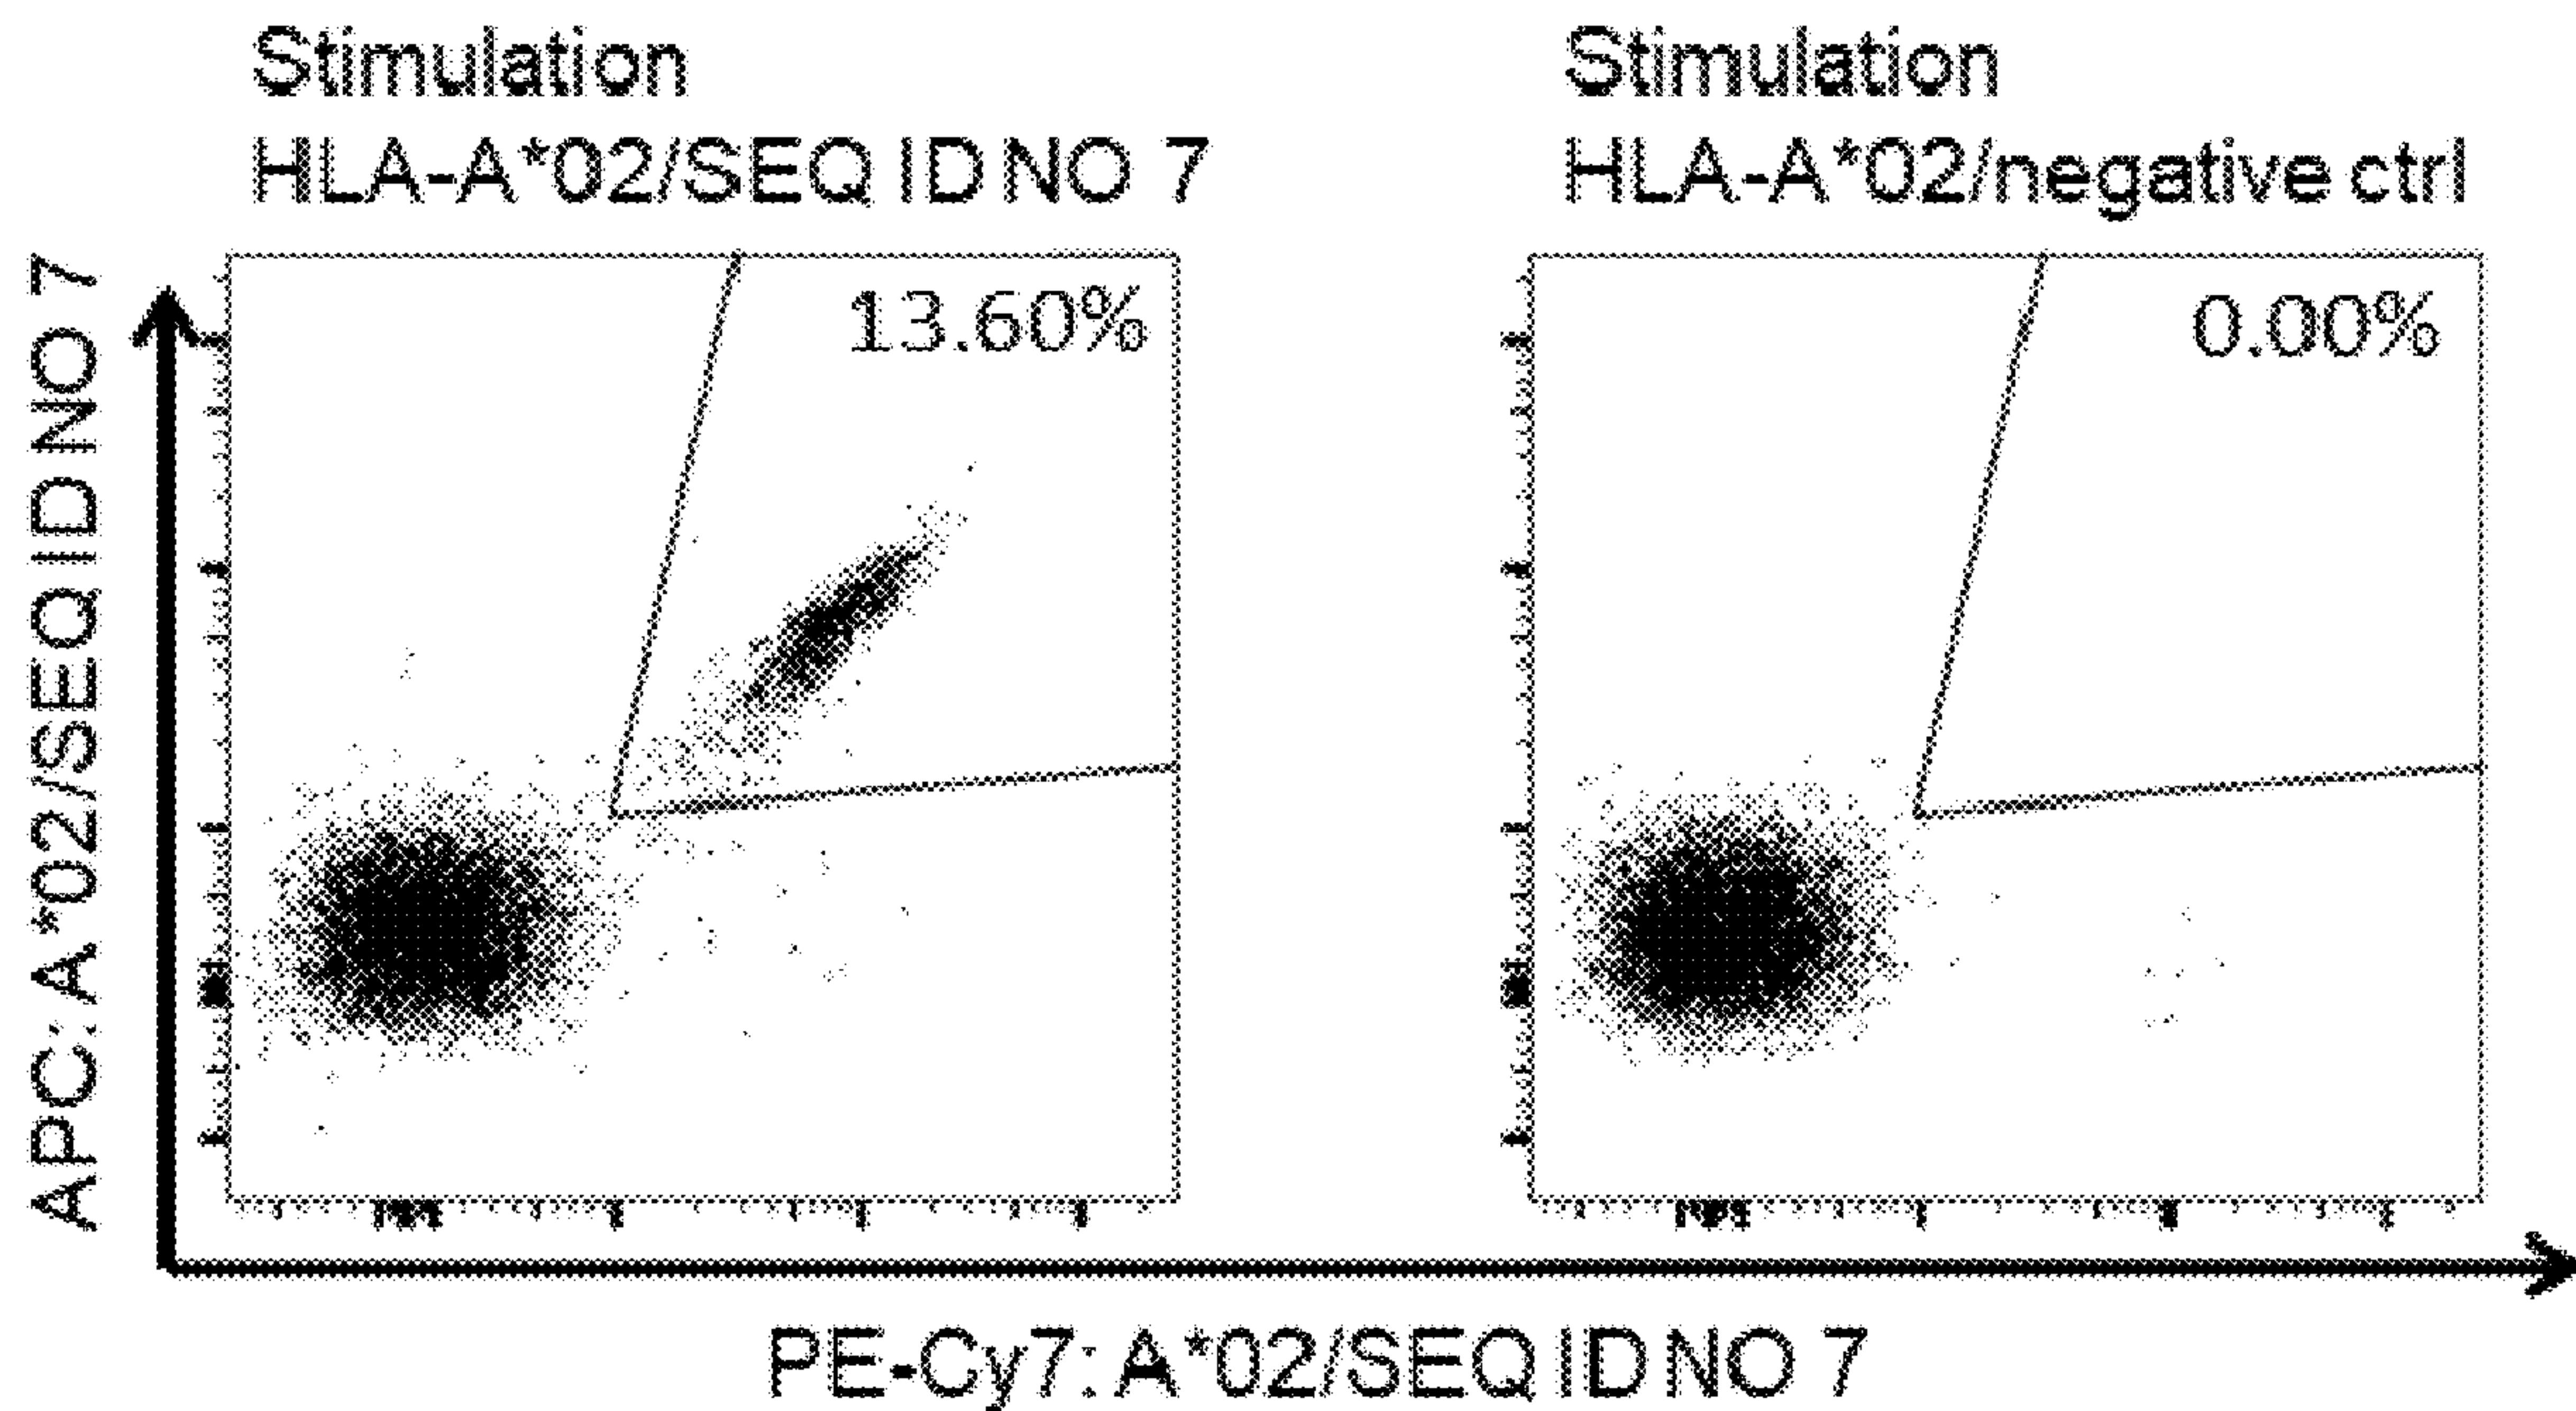 Stimulation
HLA-A*02/SEQ ID NO 7
Stimulation
HLA-A*02/negative ctrl
13.60%
0.00%
APC: A*02/SEQ ID NO 7
PE-Cy7: A*02/SEQ ID NO 7